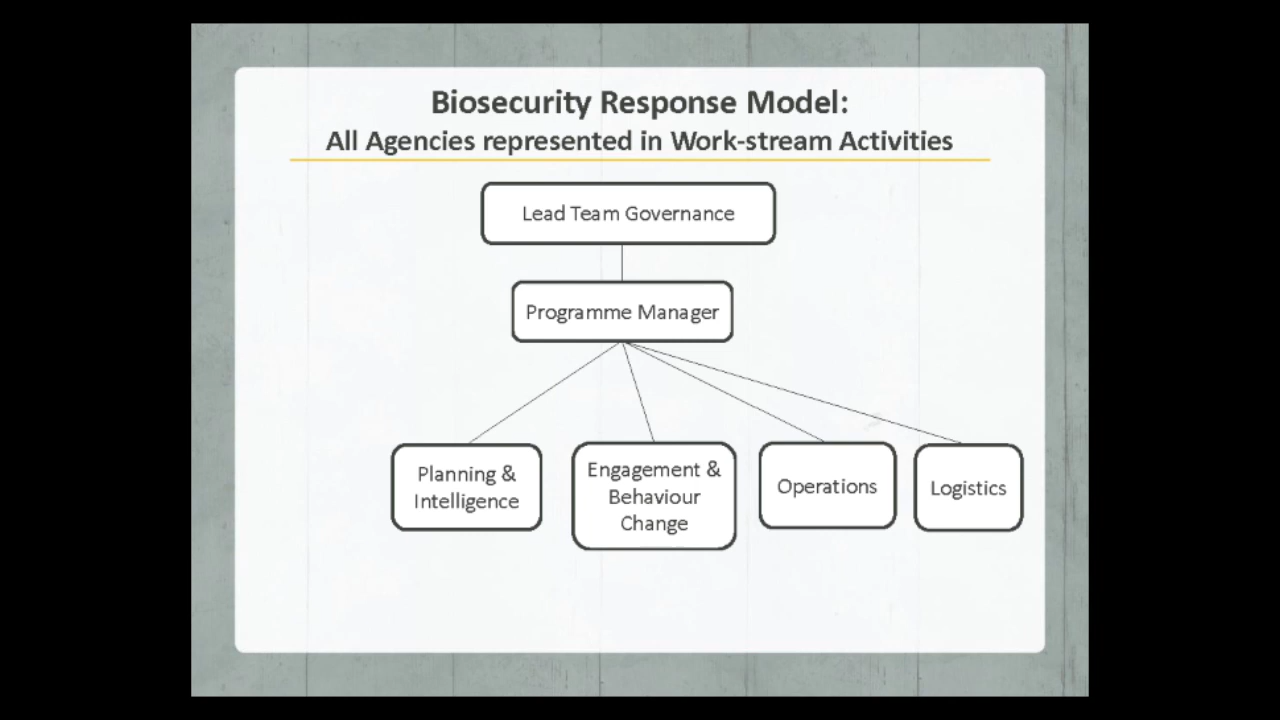 Biosecurity Response Model:
All Agencies represented in Work-stream Activities
Lead Team Governance
Programme Manager
Planning &
Intelligence
Engagement &
Behaviour
Change
Operations
Logistics